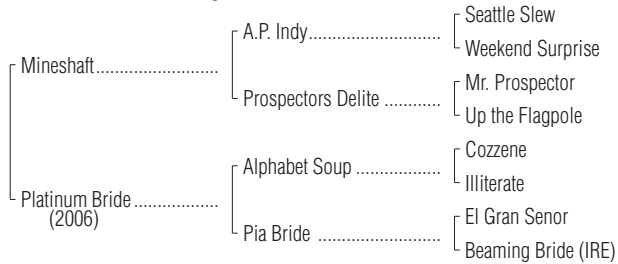 Seattle Slew
A.P. Indy........................
Weekend Surprise
Mineshaft........................
Mr. Prospector
Prospectors Delite ............
Up the Flagpole
Cozzene
Alphabet Soup ..................
Illiterate
Platinum Bride .................
(2006)
El Gran Senor
Pia Bride ........................
Beaming Bride (IRE)